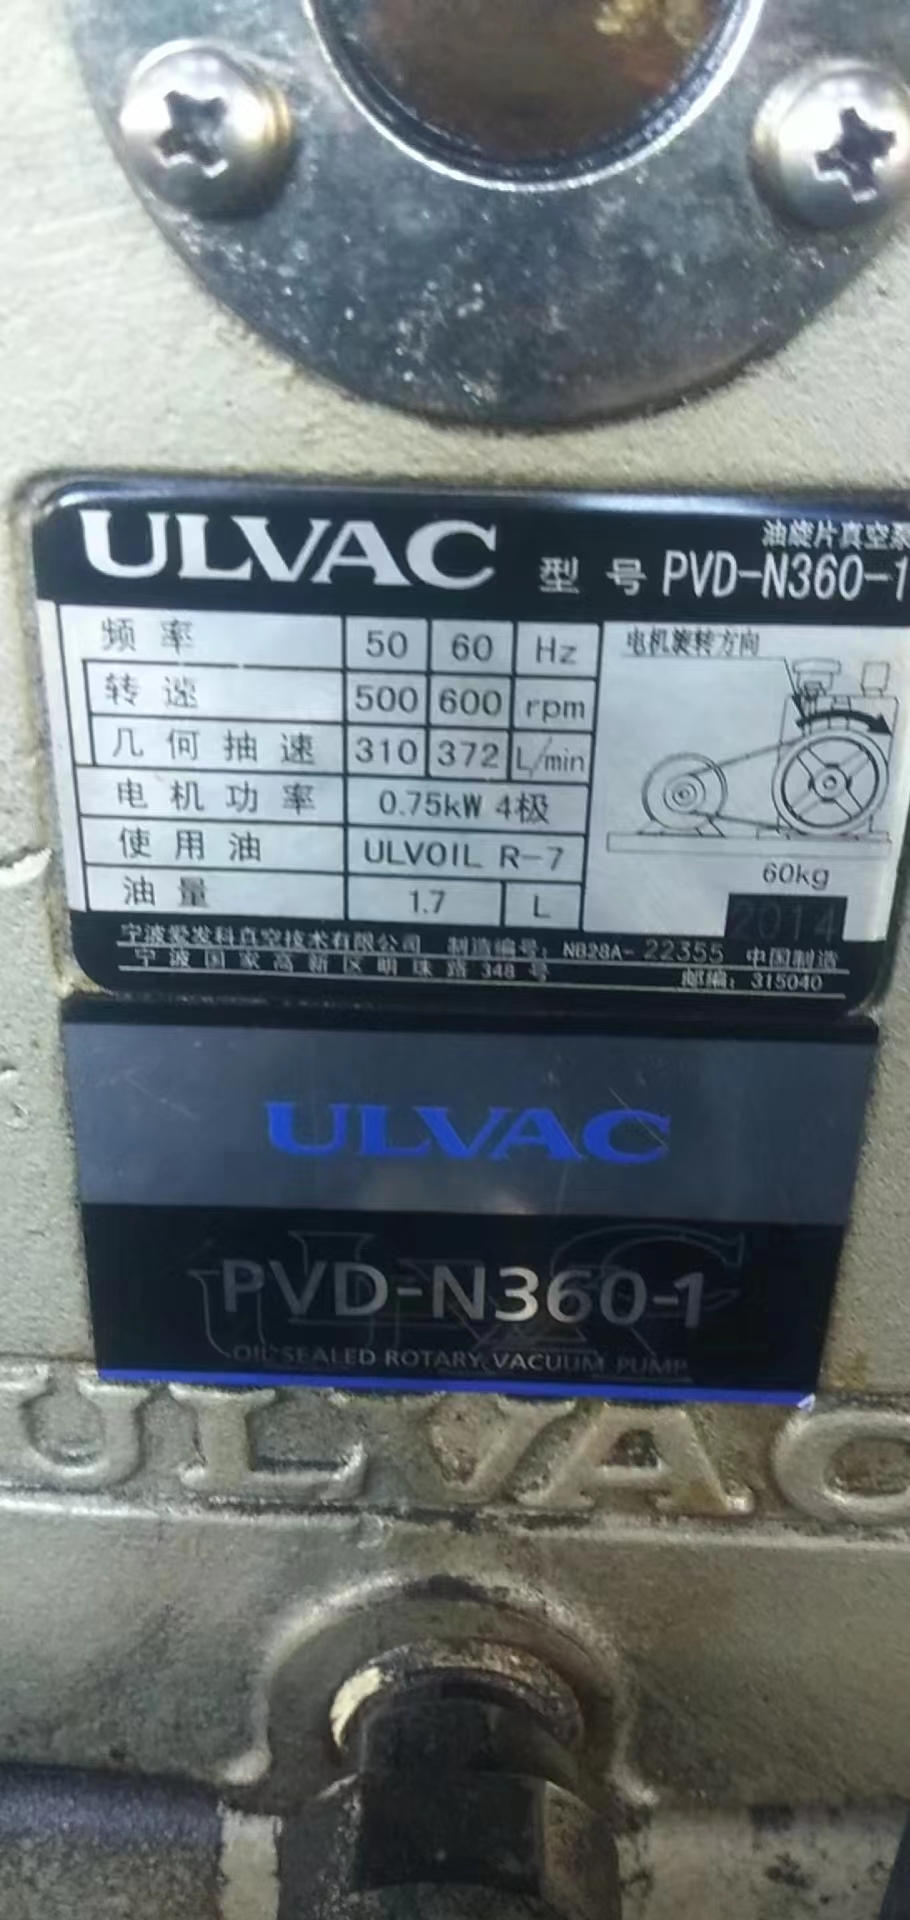 ULVAC
油旋片真空泵
型号 PVD-N360-1
频率 50 60 Hz
转速 500 600 rpm
几何抽速 310 372 L/min
电机功率 0.75kW 4极
使用油 ULVOIL R-7
油量 1.7 L
电机旋转方向
60kg
2014
宁波爱发科真空技术有限公司 制造编号：NB28A-22355 中国制造
宁波国家高新区明珠路348号 邮编：315040
ULVAC
PVD-N360-1
OIL SEALED ROTARY VACUUM PUMP
ULVAC